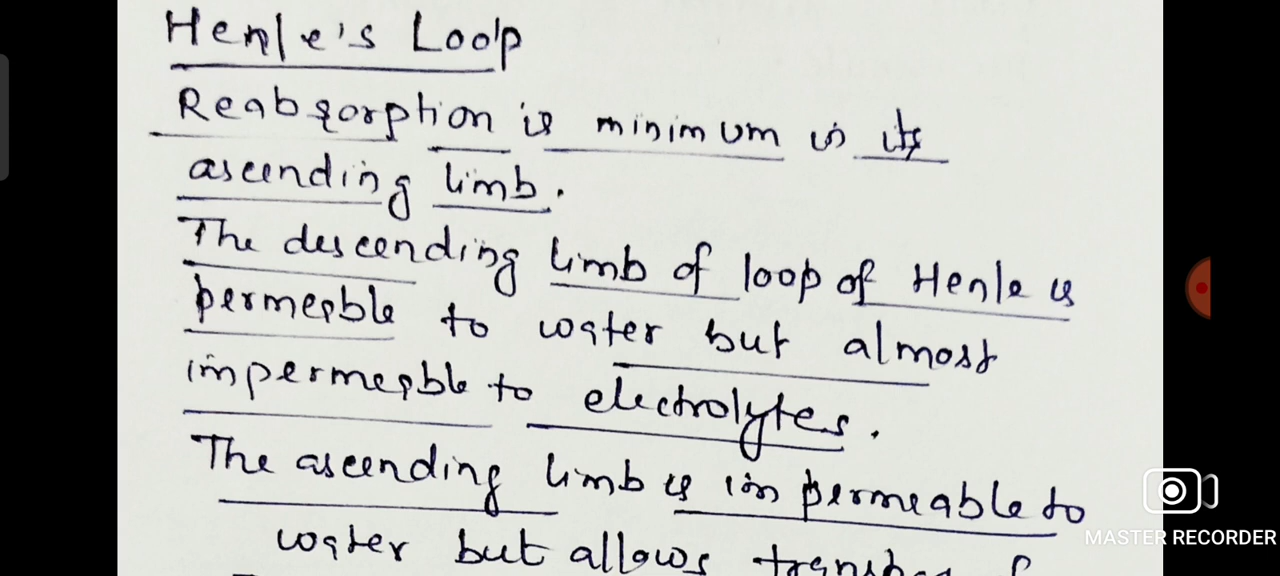 Henle's Loop
Reabsorption is minimum in its
ascending limb.
The descending limb of loop of Henle is
permeable to water but almost
impermeable to electrolytes.
The ascending limb is impermeable to
water but allows
MASTER RECORDER